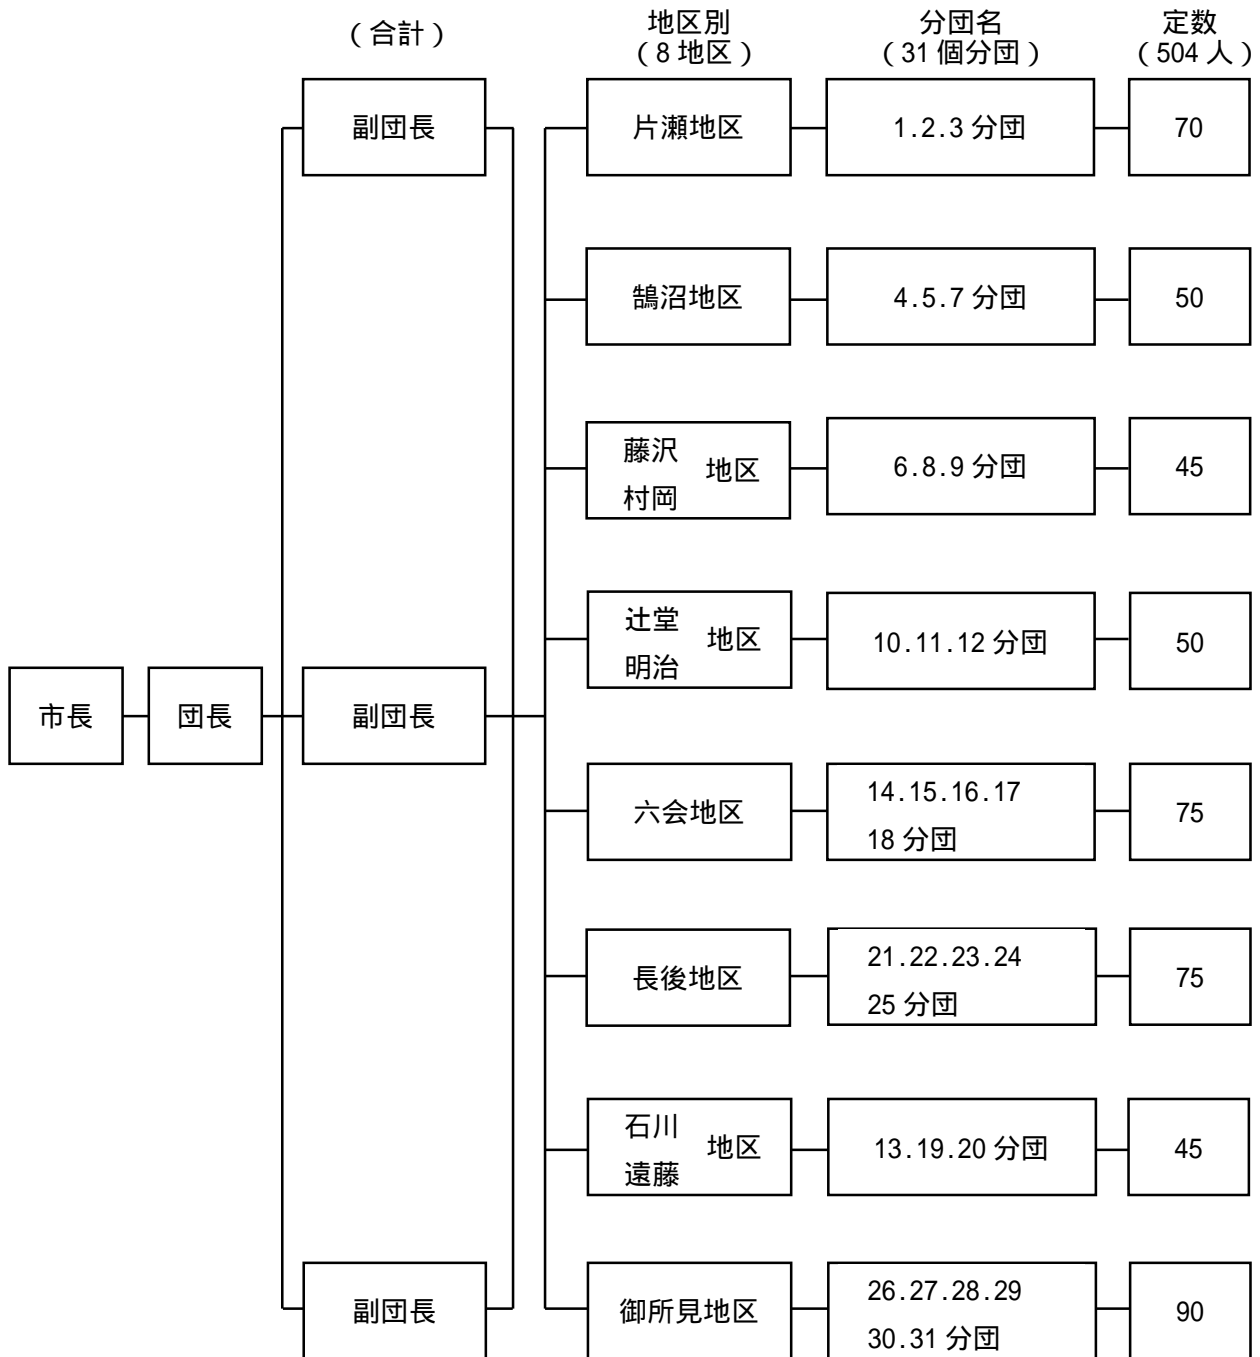 (合計) 地区別 分団名 定数
(8地区) (31個分団) (504人)
副団長 片瀬地区 1.2.3分団 70
鵠沼地区 4.5.7分団 50
藤沢
村岡 地区 6.8.9分団 45
辻堂
明治 地区 10.11.12分団 50
市長 団長 副団長
六会地区 14.15.16.17
18分団 75
長後地区 21.22.23.24
25分団 75
石川
遠藤 地区 13.19.20分団 45
副団長 御所見地区 26.27.28.29
30.31分団 90